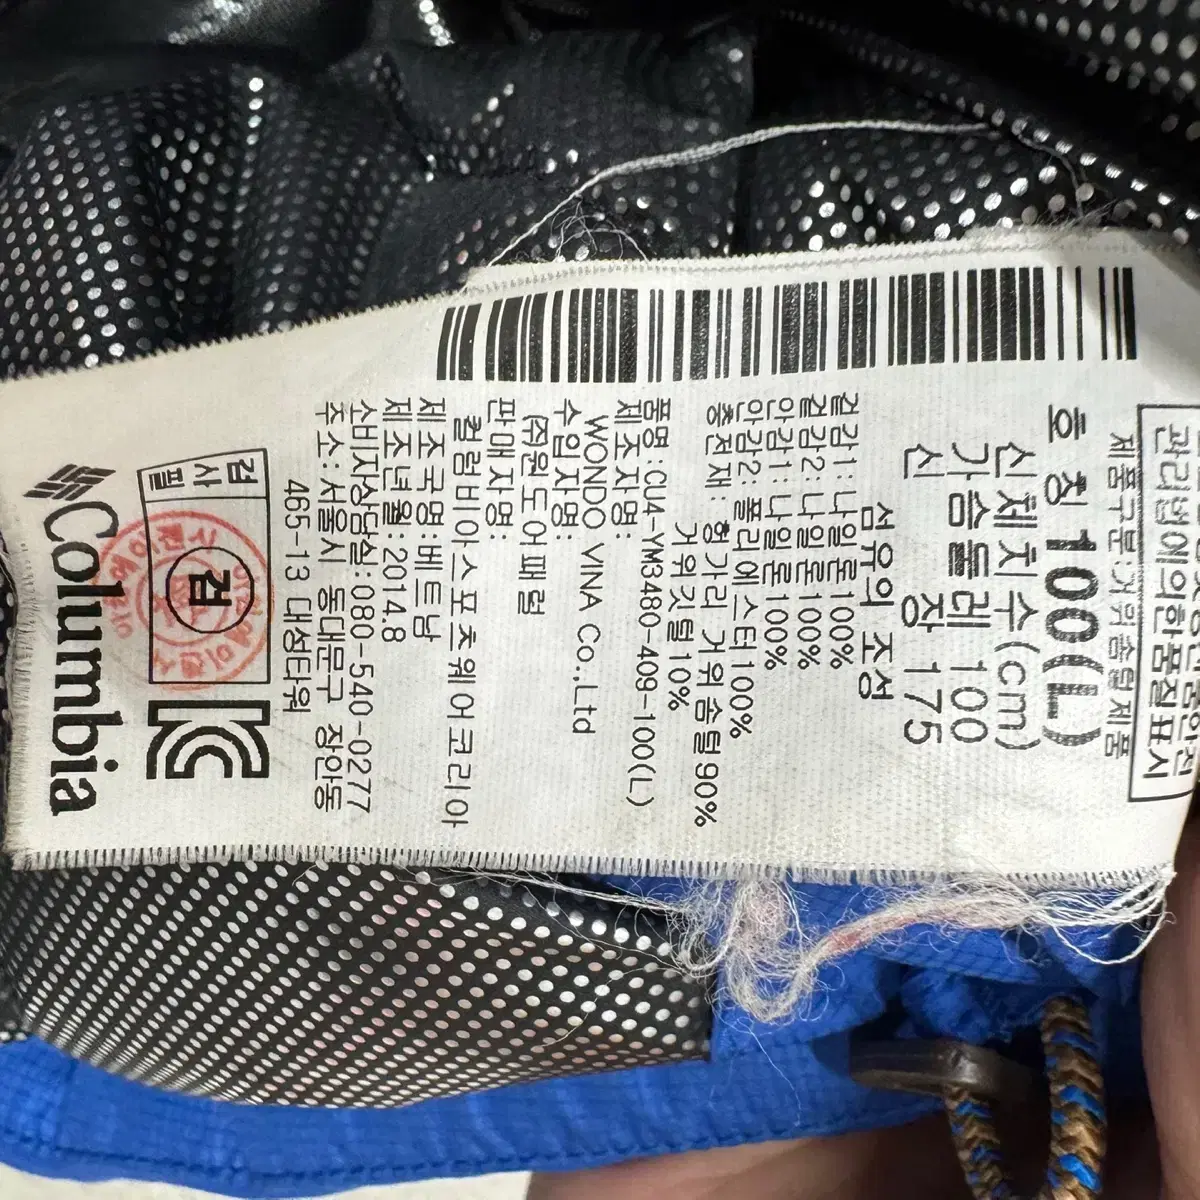 관리법에의한품질표시
제품구분:거위솜털제품
호칭 100(L)
신체치수(cm)
가슴둘레 100
신 장 175
섬유의 조성
겉감1:나일론100%
겉감2:나일론100%
안감1:나일론100%
안감2:폴리에스터100%
충전재: 헝가리 거위솜털90%
거위깃털10%
품명:CU4-YM3480-409-100(L)
제조자명:
WONDO VINA Co.,Ltd
수입자명:
(주)원도어패럴
판매자명:
컬럼비아스포츠웨어코리아
제조국명:베트남
제조년월:2014.8
소비자상담실:080-540-0277
주소:서울시 동대문구 장안동
465-13 대성타워
검사필
검
KC
Columbia